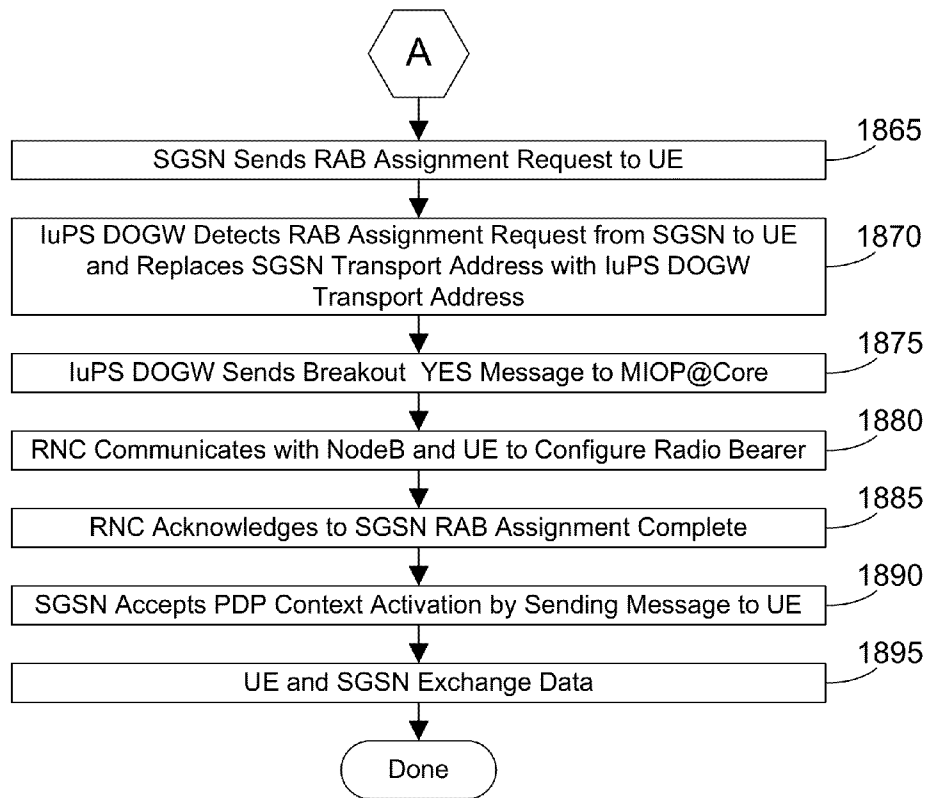 A
1865
SGSN Sends RAB Assignment Request to UE
1870
IuPS DOGW Detects RAB Assignment Request from SGSN to UE
and Replaces SGSN Transport Address with IuPS DOGW
Transport Address
1875
IuPS DOGW Sends Breakout YES Message to MIOP@Core
1880
RNC Communicates with NodeB and UE to Configure Radio Bearer
1885
RNC Acknowledges to SGSN RAB Assignment Complete
1890
SGSN Accepts PDP Context Activation by Sending Message to UE
1895
UE and SGSN Exchange Data
Done